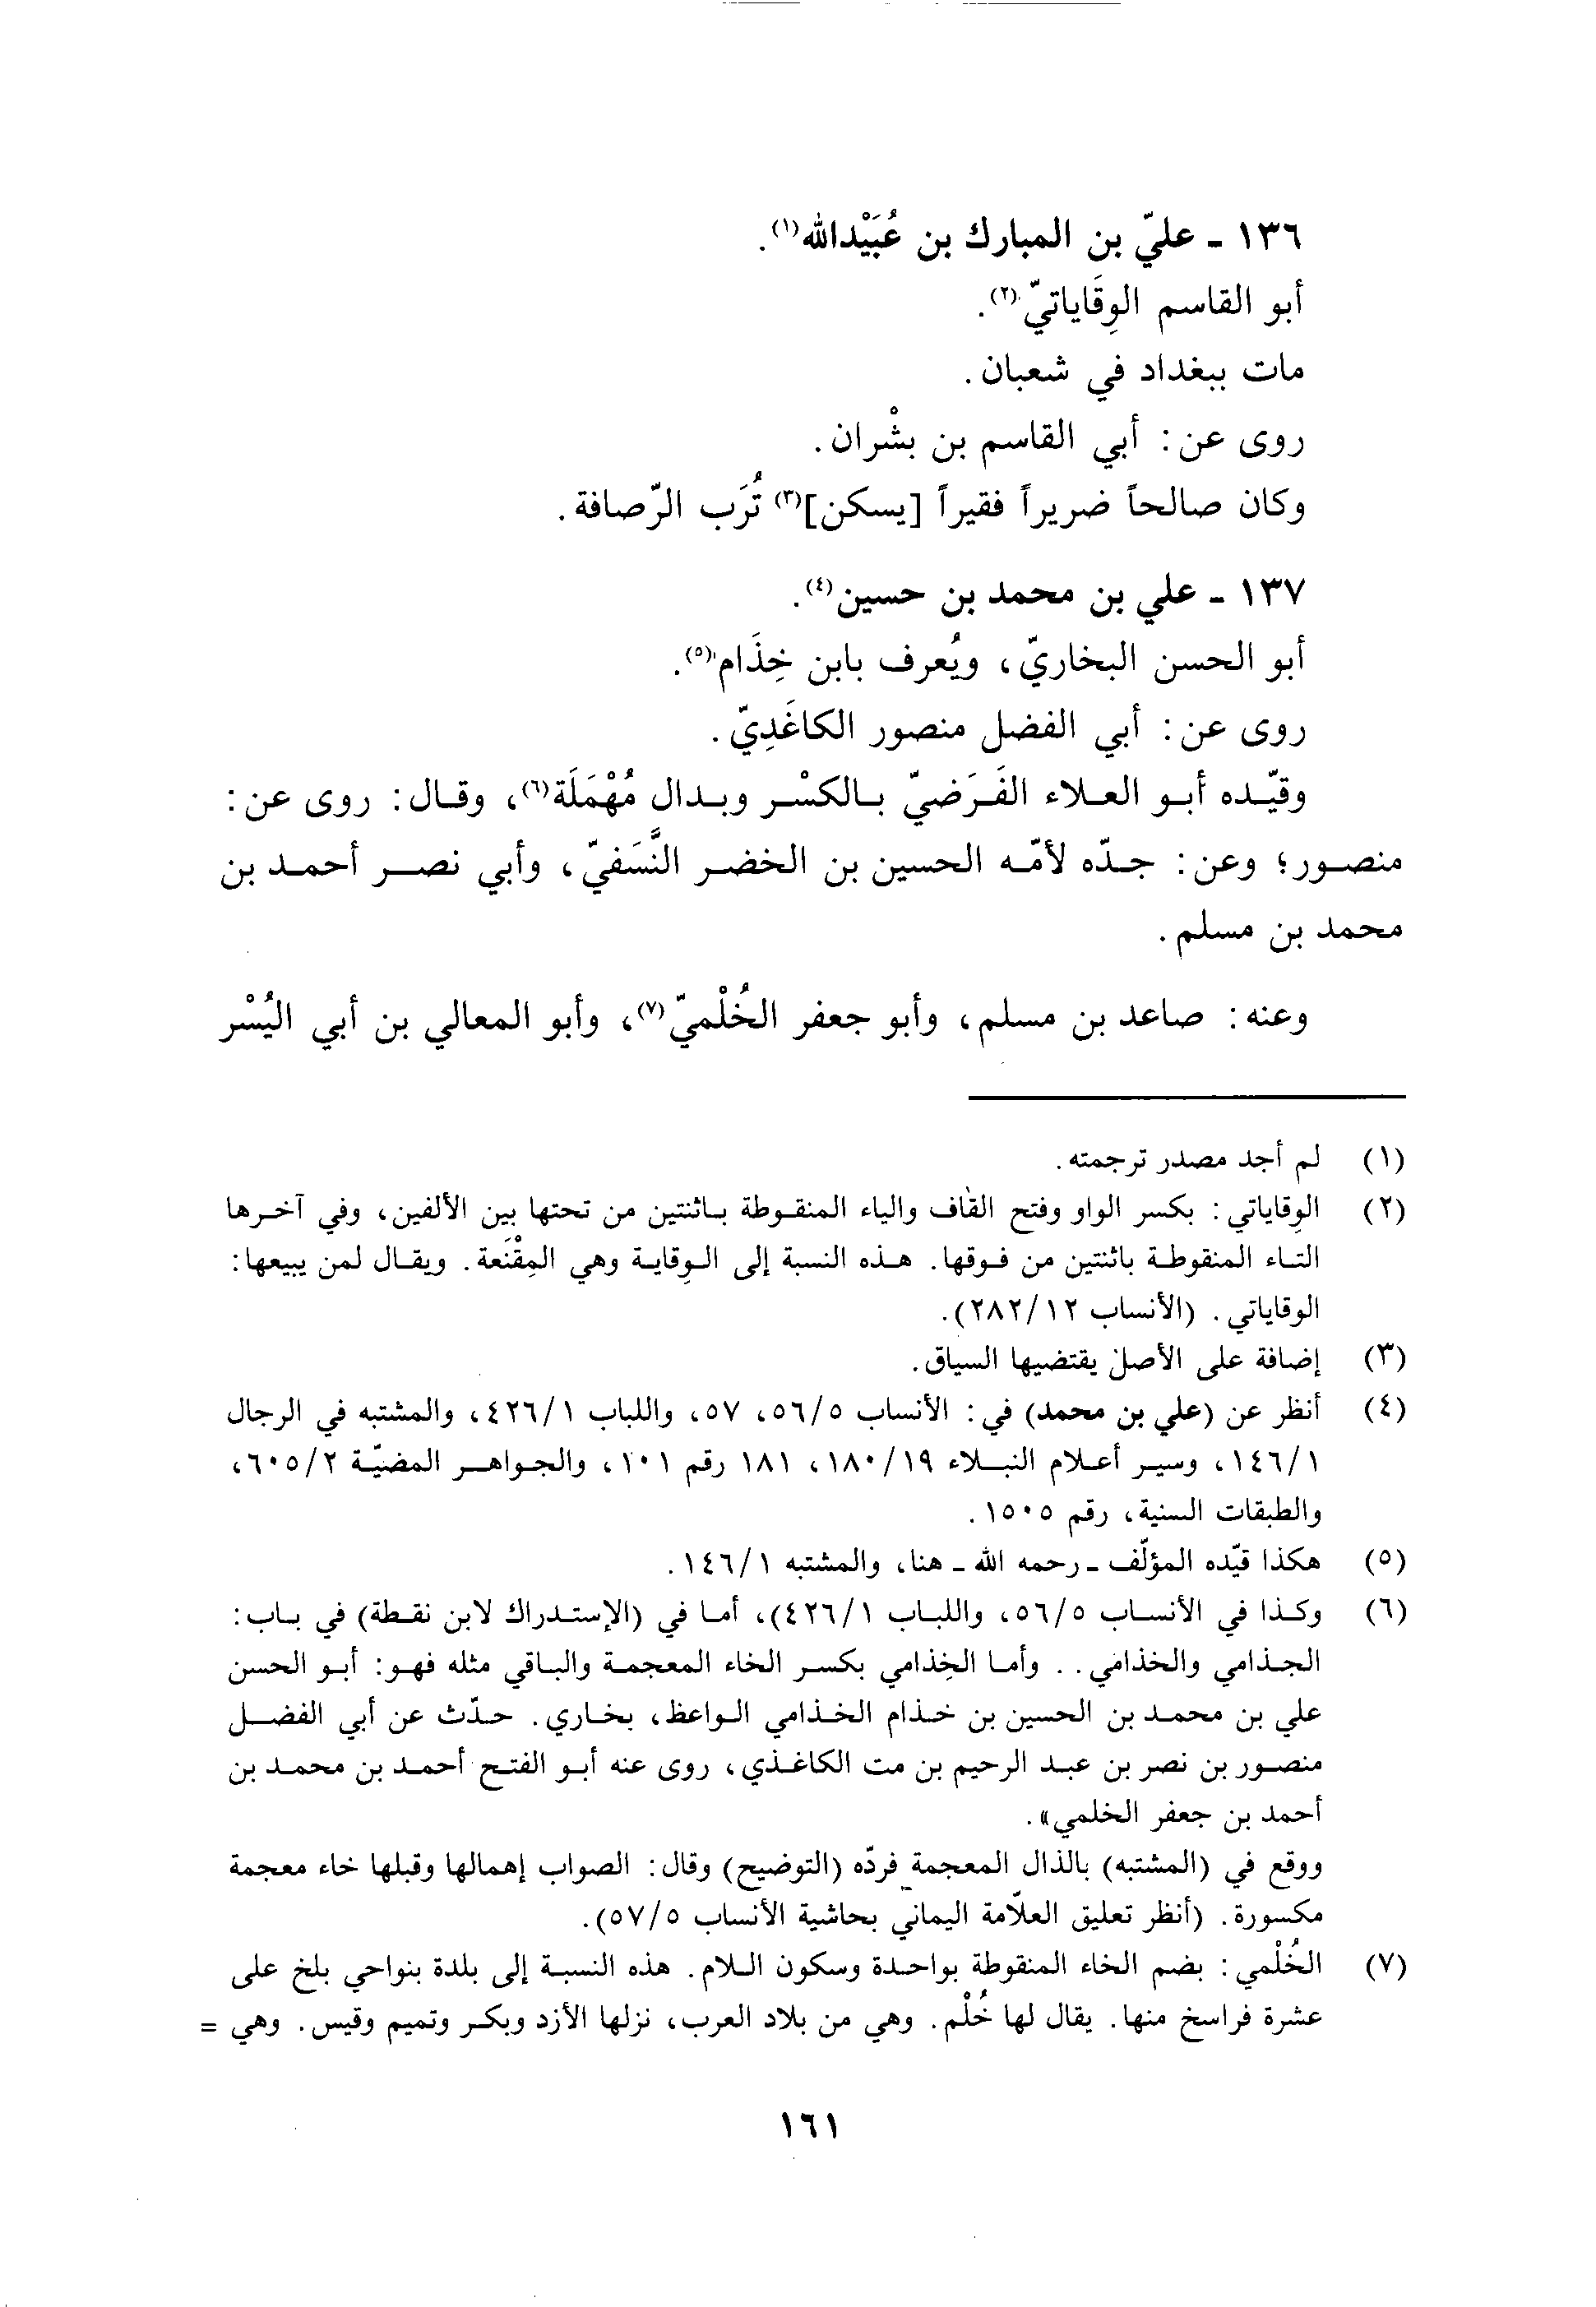 ١٣٦ ـ عليّ بن المبارك بن عُبَيْدالله(١).
أبو القاسم الوِقَاياتيّ(٢).
مات ببغداد في شعبان.
روى عن: أبي القاسم بن بشْران.
وكان صالحاً ضريراً فقيراً [يسكن](٣) تُرَب الرّصافة.
١٣٧ ـ علي بن محمد بن حسين(٤).
أبو الحسن البخاريّ، ويُعرف بابن خِذَام(٥).
روى عن: أبي الفضل منصور الكاغَدِيّ.
وقيّده أبو العلاء الفَرَضيّ بالكسْر وبدال مُهْمَلَة(٦)، وقال: روى عن:
منصور؛ وعن: جدّه لأمّه الحسين بن الخضر النَّسَفيّ، وأبي نصر أحمد بن
محمد بن مسلم.
وعنه: صاعد بن مسلم، وأبو جعفر الخُلْميّ(٧)، وأبو المعالي بن أبي اليُسْر
(١) لم أجد مصدر ترجمته.
(٢) الوِقاياتي: بكسر الواو وفتح القاف والياء المنقوطة باثنتين من تحتها بين الألفين، وفي آخرها
التاء المنقوطة باثنتين من فوقها. هذه النسبة إلى الوِقاية وهي المِقْنَعة. ويقال لمن يبيعها:
الوقاياتي. (الأنساب ٢٨٢/١٢).
(٣) إضافة على الأصل يقتضيها السياق.
(٤) أنظر عن (علي بن محمد) في: الأنساب ٥٦/٥، ٥٧، واللباب ٤٢٦/١، والمشتبه في الرجال
١٤٦/١، وسير أعلام النبلاء ١٨٠/١٩، ١٨١ رقم ١٠١، والجواهر المضيّة ٦٠٥/٢،
والطبقات السنية، رقم ١٥٠٥.
(٥) هكذا قيّده المؤلّف ـ رحمه الله ـ هنا، والمشتبه ١٤٦/١.
(٦) وكذا في الأنساب ٥٦/٥، واللباب ٤٢٦/١)، أما في (الإستدراك لابن نقطة) في باب:
الجذامي والخذامي.. وأما الخِذامي بكسر الخاء المعجمة والباقي مثله فهو: أبو الحسن
علي بن محمد بن الحسين بن خذام الخذامي الواعظ، بخاري. حدّث عن أبي الفضل
منصور بن نصر بن عبد الرحيم بن مت الكاغذي، روى عنه أبو الفتح أحمد بن محمد بن
أحمد بن جعفر الخلمي».
ووقع في (المشتبه) بالذال المعجمة فردّه (التوضيح) وقال: الصواب إهمالها وقبلها خاء معجمة
مكسورة. (أنظر تعليق العلاّمة اليماني بحاشية الأنساب ٥٧/٥).
(٧) الخُلْمي: بضم الخاء المنقوطة بواحدة وسكون اللام. هذه النسبة إلى بلدة بنواحي بلخ على
عشرة فراسخ منها. يقال لها خُلْم. وهي من بلاد العرب، نزلها الأزد وبكر وتميم وقيس. وهي =
١٦١